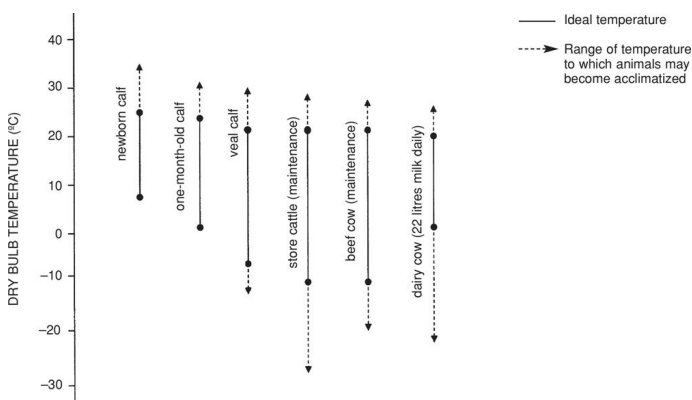 Ideal temperature
Range of temperature
to which animals may
become acclimatized
DRY BULB TEMPERATURE (ºC)
40
30
20
10
0
–10
–20
–30
newborn calf
one-month-old calf
veal calf
store cattle (maintenance)
beef cow (maintenance)
dairy cow (22 litres milk daily)